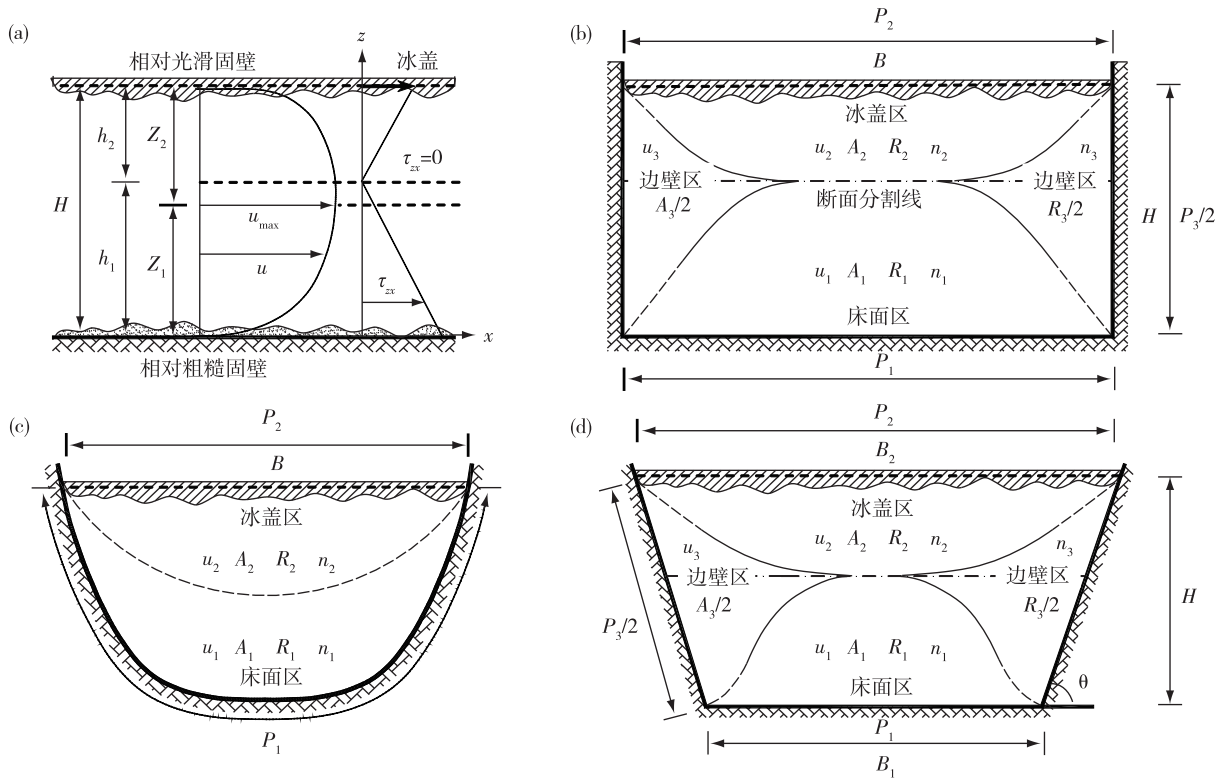 (a)
z
相对光滑固壁
冰盖
h₂
Z₂
τzx=0
H
umax
h₁
Z₁
u
τzx
x
相对粗糙固壁
(b)
P₂
B
冰盖区
u₃
u₂ A₂ R₂ n₂
n₃
边壁区
边壁区
A₃/2
断面分割线
R₃/2
H
P₃/2
u₁ A₁ R₁ n₁
床面区
P₁
(c)
P₂
B
冰盖区
u₂ A₂ R₂ n₂
u₁ A₁ R₁ n₁
床面区
P₁
(d)
P₂
B₂
冰盖区
u₃
u₂ A₂ R₂ n₂
n₃
边壁区
边壁区
A₃/2
R₃/2
H
P₃/2
u₁ A₁ R₁ n₁
床面区
θ
P₁
B₁